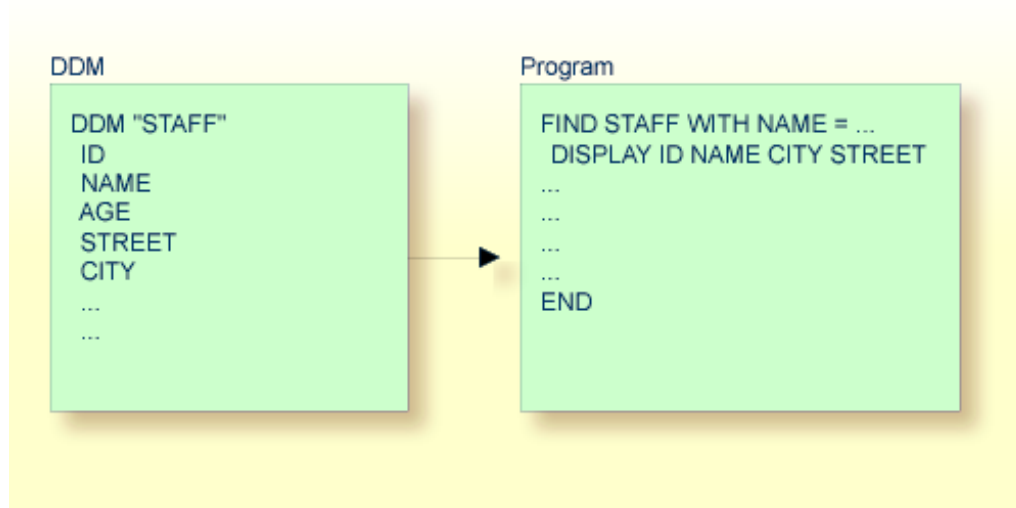 DDM
DDM "STAFF"
ID
NAME
AGE
STREET
CITY
...
...
Program
FIND STAFF WITH NAME = ...
DISPLAY ID NAME CITY STREET
...
...
...
...
END